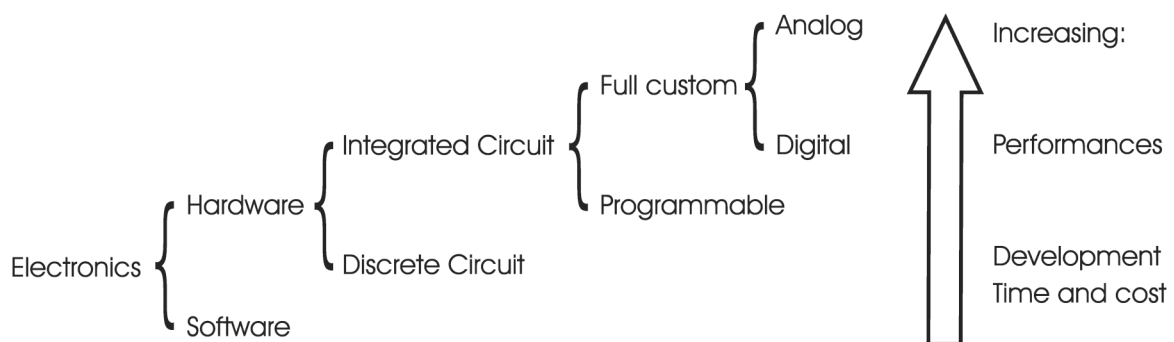 Analog
Increasing:
Full custom
Integrated Circuit
Digital
Performances
Hardware
Programmable
Electronics
Discrete Circuit
Development
Time and cost
Software